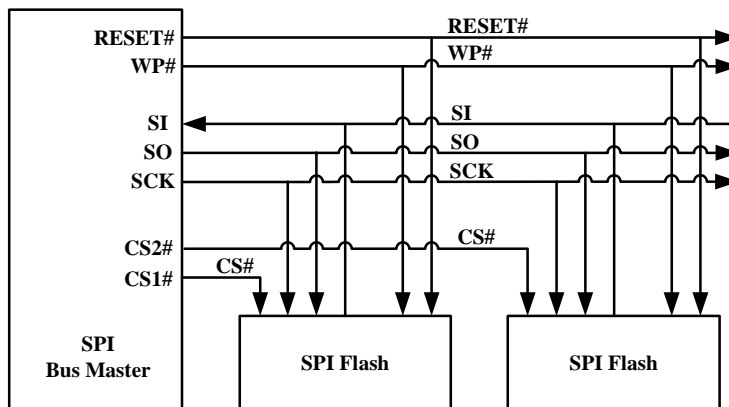 RESET#
RESET#
WP#
WP#
SI
SI
SO
SO
SCK
SCK
CS2#
CS#
CS1#
CS#
SPI
Bus Master
SPI Flash
SPI Flash